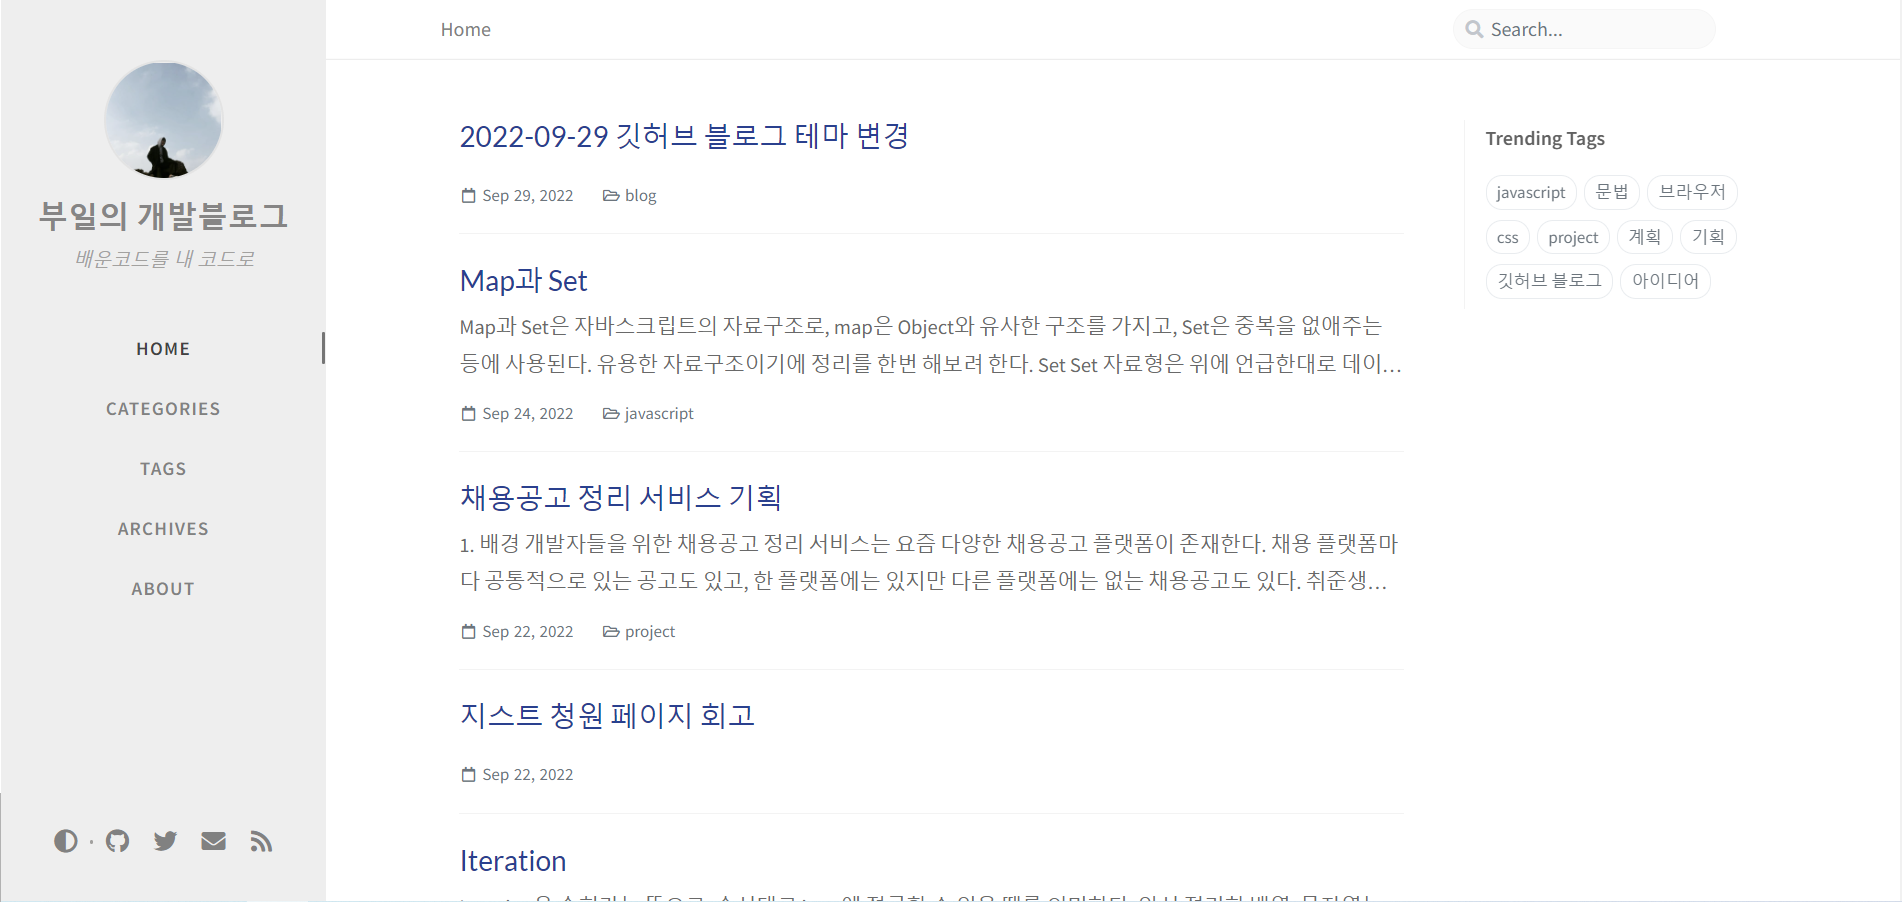 부일의 개발블로그
배운코드를 내 코드로
HOME
CATEGORIES
TAGS
ARCHIVES
ABOUT
Home
Search...
2022-09-29 깃허브 블로그 테마 변경
Sep 29, 2022 blog
Map과 Set
Map과 Set은 자바스크립트의 자료구조로, map은 Object와 유사한 구조를 가지고, Set은 중복을 없애주는
등에 사용된다. 유용한 자료구조이기에 정리를 한번 해보려 한다. Set Set 자료형은 위에 언급한대로 데이...
Sep 24, 2022 javascript
채용공고 정리 서비스 기획
1. 배경 개발자들을 위한 채용공고 정리 서비스는 요즘 다양한 채용공고 플랫폼이 존재한다. 채용 플랫폼마
다 공통적으로 있는 공고도 있고, 한 플랫폼에는 있지만 다른 플랫폼에는 없는 채용공고도 있다. 취준생...
Sep 22, 2022 project
지스트 청원 페이지 회고
Sep 22, 2022
Iteration
Trending Tags
javascript 문법 브라우저
css project 계획 기획
깃허브 블로그 아이디어